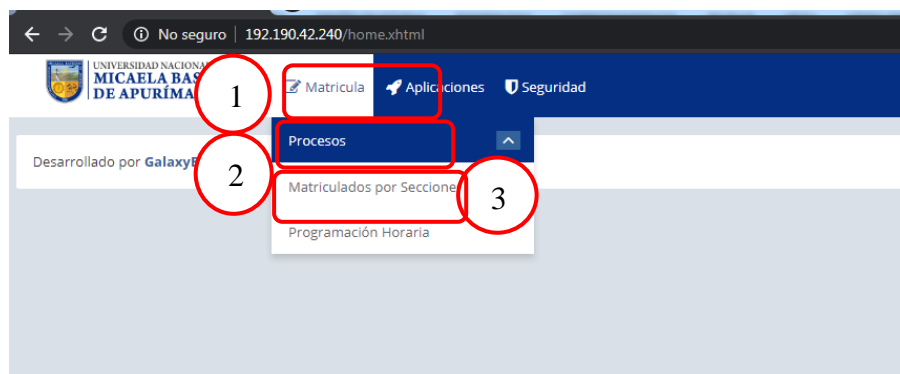 No seguro | 192.190.42.240/home.xhtml
UNIVERSIDAD NACIONAL
MICAELA BAS
DE APURÍMA
1
Matricula
Aplicaciones
Seguridad
Procesos
Desarrollado por Galaxy
2
Matriculados por Seccione
3
Programación Horaria